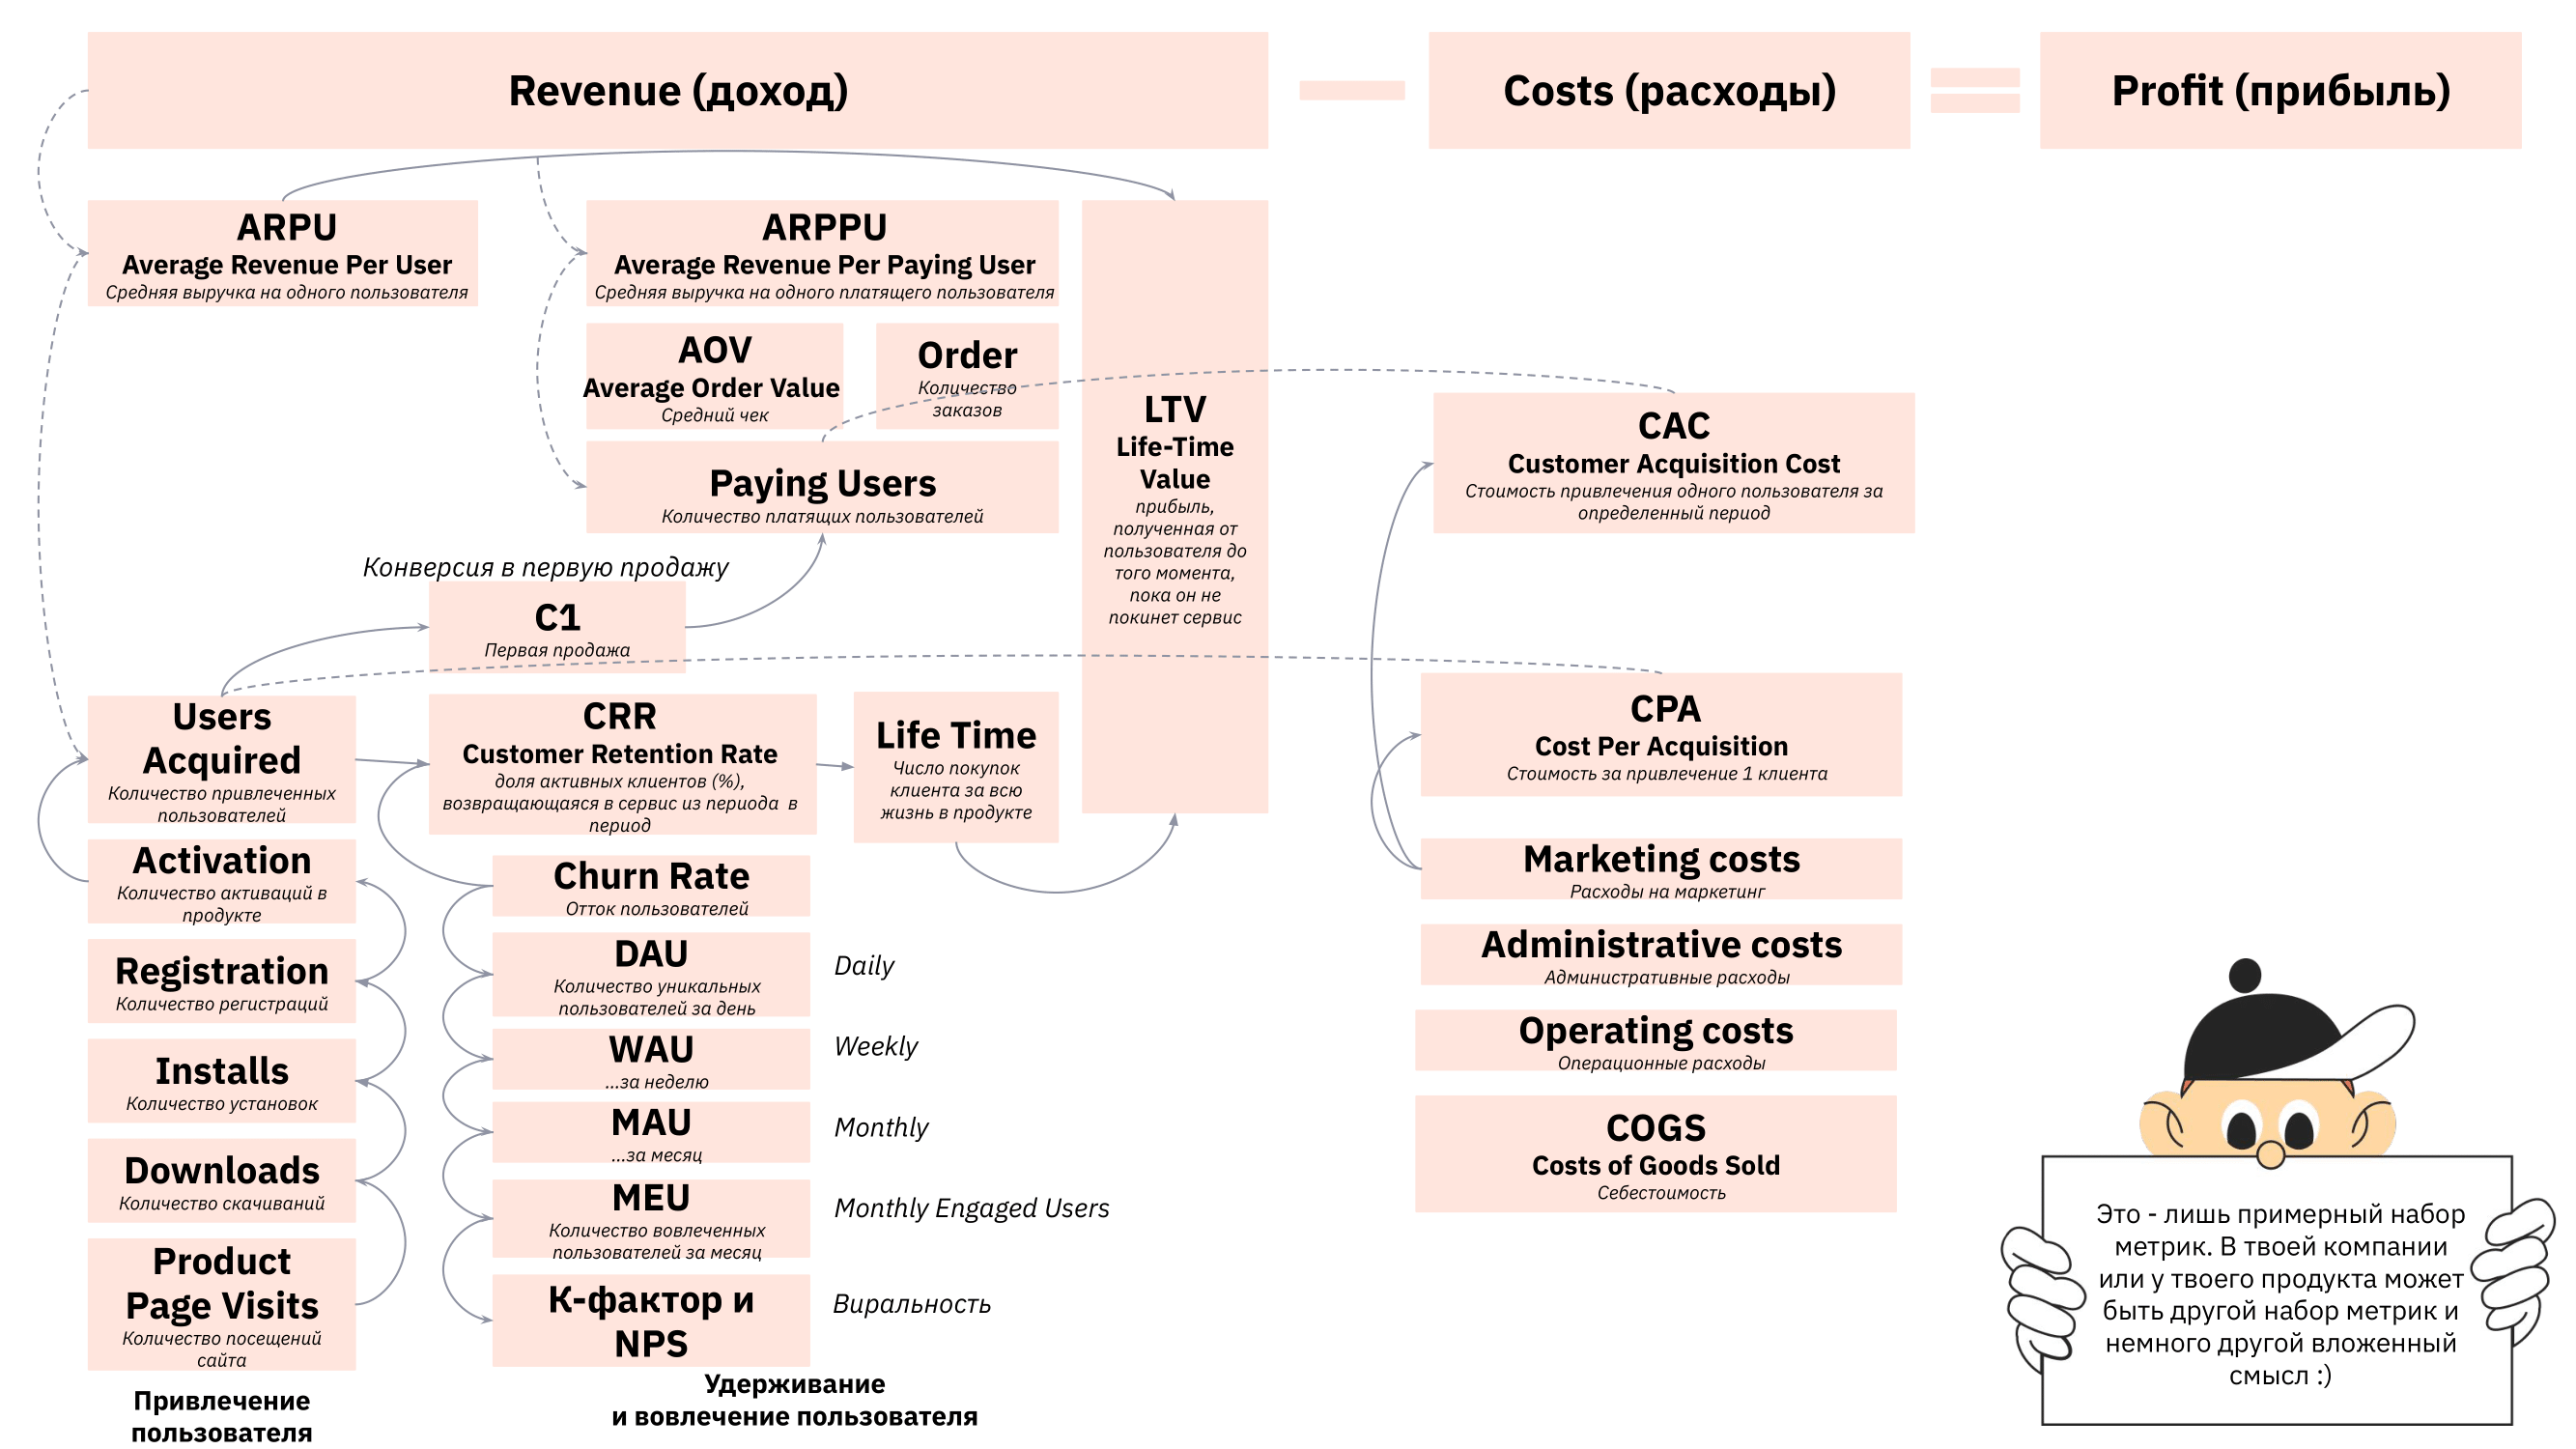 Revenue (доход)
Costs (расходы)
Profit (прибыль)
ARPU
Average Revenue Per User
Средняя выручка на одного пользователя
ARPPU
Average Revenue Per Paying User
Средняя выручка на одного платящего пользователя
AOV
Average Order Value
Средний чек
Order
Количество
заказов
Paying Users
Количество платящих пользователей
LTV
Life-Time
Value
прибыль,
полученная от
пользователя до
того момента,
пока он не
покинет сервис
CAC
Customer Acquisition Cost
Стоимость привлечения одного пользователя за
определенный период
Конверсия в первую продажу
C1
Первая продажа
Users
Acquired
Количество привлеченных
пользователей
CRR
Customer Retention Rate
доля активных клиентов (%),
возвращающаяся в сервис из периода в
период
Life Time
Число покупок
клиента за всю
жизнь в продукте
CPA
Cost Per Acquisition
Стоимость за привлечение 1 клиента
Activation
Количество активаций в
продукте
Registration
Количество регистраций
Installs
Количество установок
Downloads
Количество скачиваний
Product
Page Visits
Количество посещений
сайта
Привлечение
пользователя
Churn Rate
Отток пользователей
DAU
Количество уникальных
пользователей за день
Daily
WAU
...за неделю
Weekly
MAU
...за месяц
Monthly
MEU
Количество вовлеченных
пользователей за месяц
Monthly Engaged Users
К-фактор и
NPS
Виральность
Удерживание
и вовлечение пользователя
Marketing costs
Расходы на маркетинг
Administrative costs
Административные расходы
Operating costs
Операционные расходы
COGS
Costs of Goods Sold
Себестоимость
Это - лишь примерный набор
метрик. В твоей компании
или у твоего продукта может
быть другой набор метрик и
немного другой вложенный
смысл :)